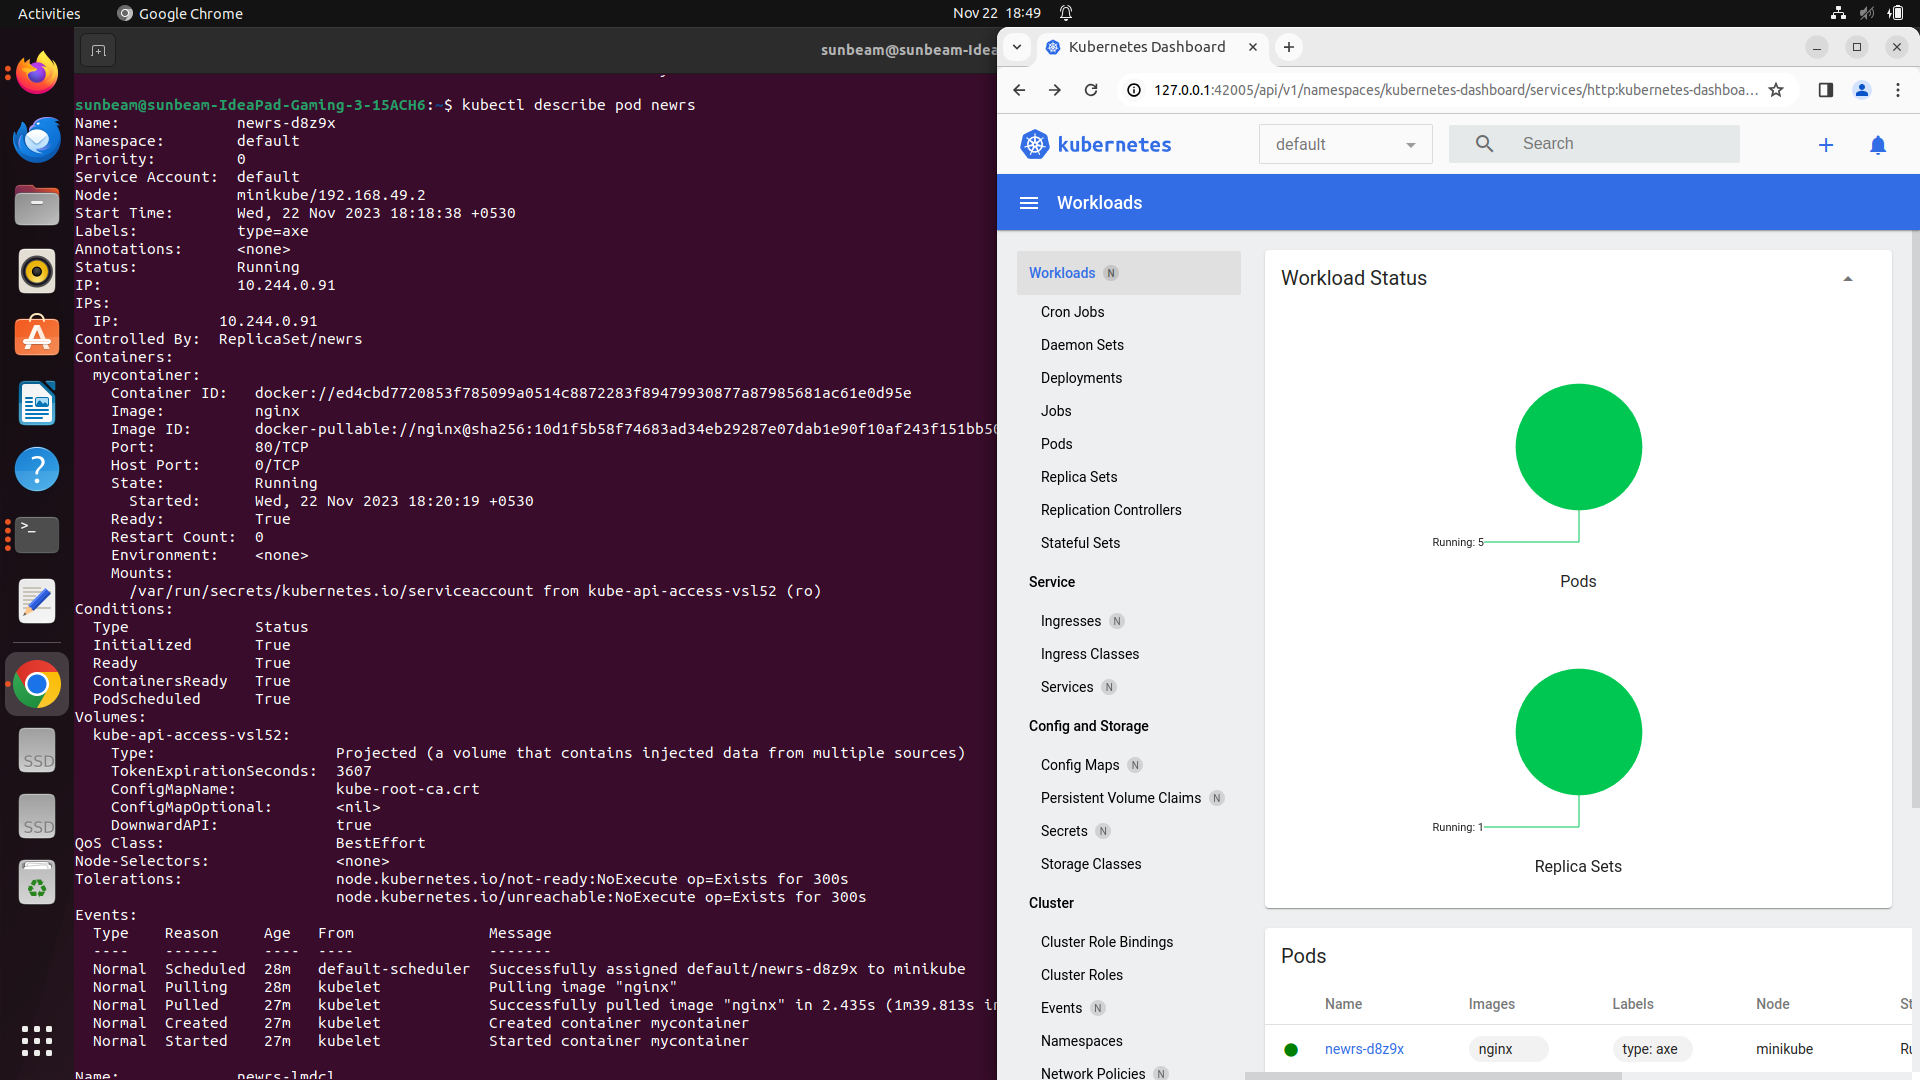 Activities
Google Chrome
Nov 22 18:49
sunbeam@sunbeam-Idea
sunbeam@sunbeam-IdeaPad-Gaming-3-15ACH6:~$ kubectl describe pod newrs
Name: newrs-d8z9x
Namespace: default
Priority: 0
Service Account: default
Node: minikube/192.168.49.2
Start Time: Wed, 22 Nov 2023 18:18:38 +0530
Labels: type=axe
Annotations: <none>
Status: Running
IP: 10.244.0.91
IPs:
IP: 10.244.0.91
Controlled By: ReplicaSet/newrs
Containers:
mycontainer:
Container ID: docker://ed4cbd7720853f785099a0514c8872283f89479930877a87985681ac61e0d95e
Image: nginx
Image ID: docker-pullable://nginx@sha256:10d1f5b58f74683ad34eb29287e07dab1e90f10af243f151bb50
Port: 80/TCP
Host Port: 0/TCP
State: Running
Started: Wed, 22 Nov 2023 18:20:19 +0530
Ready: True
Restart Count: 0
Environment: <none>
Mounts:
/var/run/secrets/kubernetes.io/serviceaccount from kube-api-access-vsl52 (ro)
Conditions:
Type Status
Initialized True
Ready True
ContainersReady True
PodScheduled True
Volumes:
kube-api-access-vsl52:
Type: Projected (a volume that contains injected data from multiple sources)
TokenExpirationSeconds: 3607
ConfigMapName: kube-root-ca.crt
ConfigMapOptional: <nil>
DownwardAPI: true
QoS Class: BestEffort
Node-Selectors: <none>
Tolerations: node.kubernetes.io/not-ready:NoExecute op=Exists for 300s
node.kubernetes.io/unreachable:NoExecute op=Exists for 300s
Events:
Type Reason Age From Message
---- ------ ---- ---- -------
Normal Scheduled 28m default-scheduler Successfully assigned default/newrs-d8z9x to minikube
Normal Pulling 28m kubelet Pulling image "nginx"
Normal Pulled 27m kubelet Successfully pulled image "nginx" in 2.435s (1m39.813s in
Normal Created 27m kubelet Created container mycontainer
Normal Started 27m kubelet Started container mycontainer
Name: newrs-lmdcl
SSD
SSD
Kubernetes Dashboard
127.0.0.1:42005/api/v1/namespaces/kubernetes-dashboard/services/http:kubernetes-dashboa...
kubernetes
default
Search
Workloads
Workloads N
Cron Jobs
Daemon Sets
Deployments
Jobs
Pods
Replica Sets
Replication Controllers
Stateful Sets
Service
Ingresses N
Ingress Classes
Services N
Config and Storage
Config Maps N
Persistent Volume Claims N
Secrets N
Storage Classes
Cluster
Cluster Role Bindings
Cluster Roles
Events N
Namespaces
Network Policies N
Workload Status
Running: 5
Pods
Running: 1
Replica Sets
Pods
Name Images Labels Node St
newrs-d8z9x nginx type: axe minikube Ru